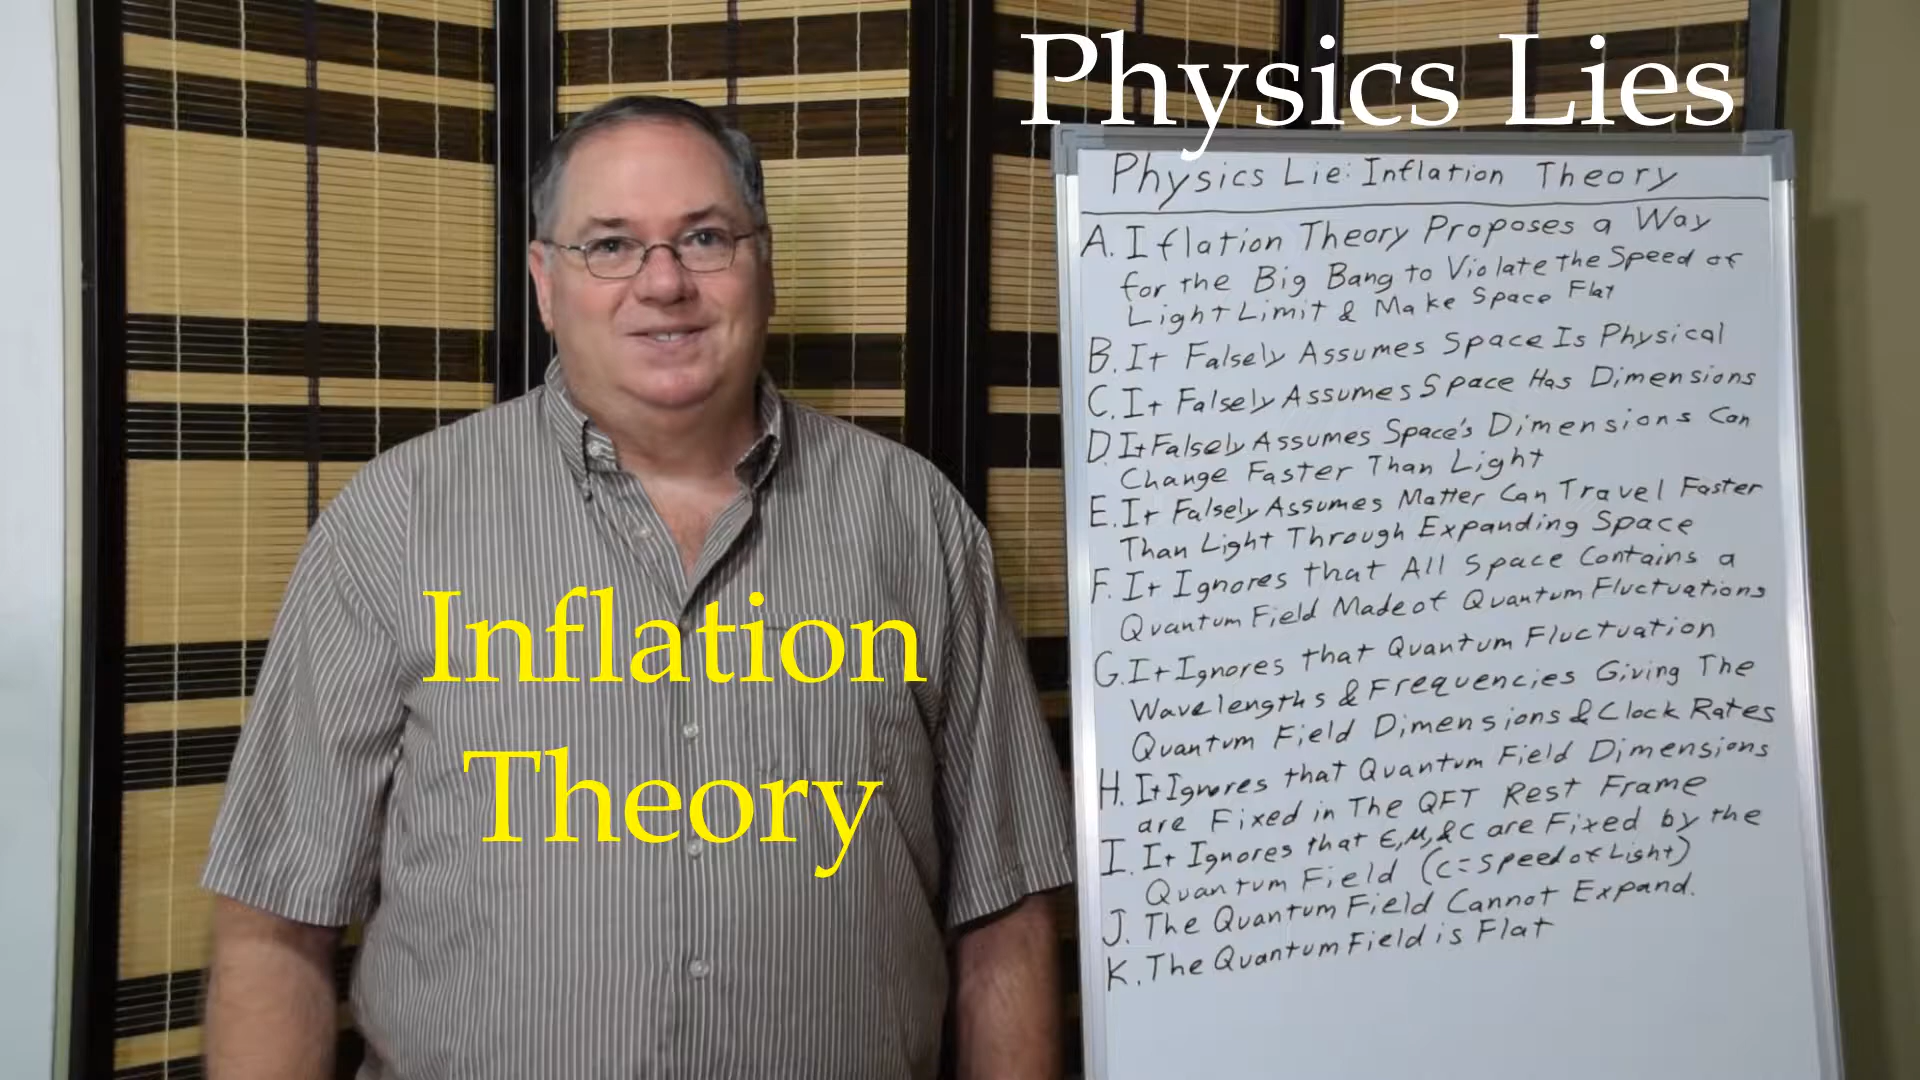 Physics Lies
Physics Lie: Inflation Theory
A. I flation Theory Proposes a Way
for the Big Bang to Violate the Speed of
Light Limit & Make Space Flat
B. It Falsely Assumes Space Is Physical
C. It Falsely Assumes Space Has Dimensions
D. It Falsely Assumes Space's Dimensions Can
Change Faster Than Light
E. It Falsely Assumes Matter Can Travel Faster
Than Light Through Expanding Space
F. It Ignores that All Space Contains a
Quantum Field Made of Quantum Fluctuations
G. It Ignores that Quantum Fluctuation
Wavelengths & Frequencies Giving The
Quantum Field Dimensions & Clock Rates
H. It Ignores that Quantum Field Dimensions
are Fixed in The QFT Rest Frame
I. It Ignores that ε, μ, & c are Fixed by the
Quantum Field (c = speed of Light)
J. The Quantum Field Cannot Expand.
K. The Quantum Field is Flat
Inflation
Theory